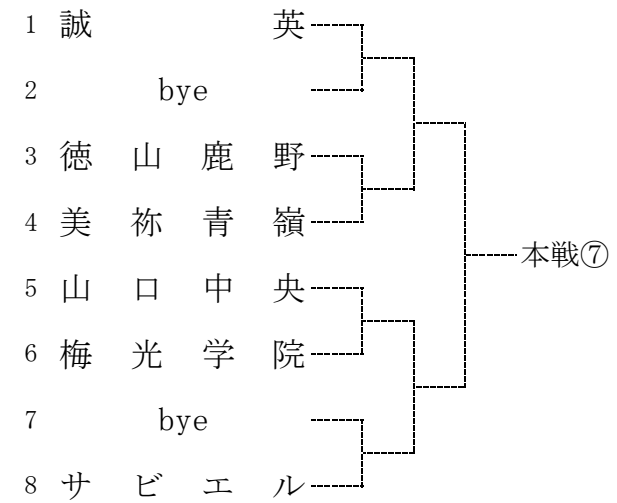 1 誠英
2 bye
3 徳山鹿野
4 美祢青嶺
本戦⑦
5 山口中央
6 梅光学院
7 bye
8 サビエル